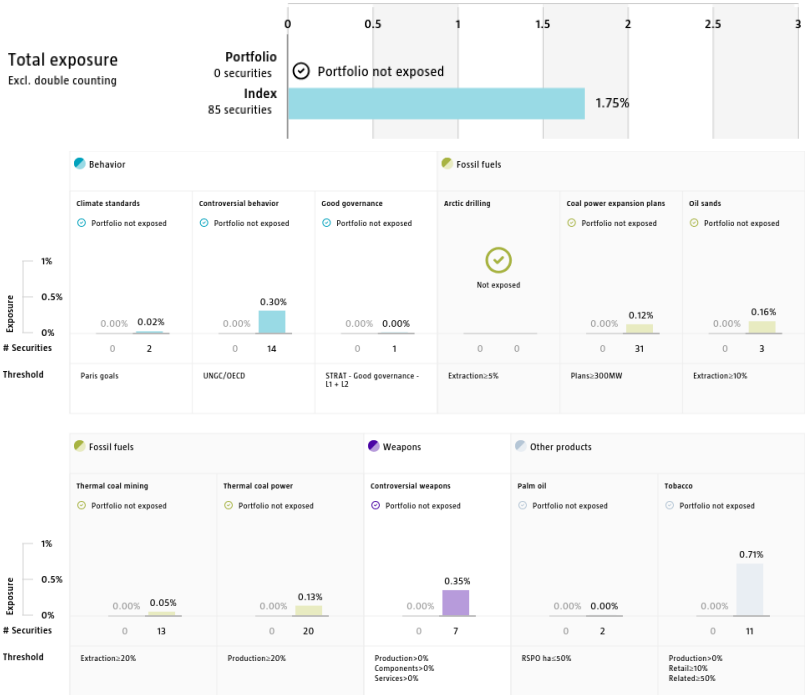 0 0.5 1 1.5 2 2.5 3
Total exposure
Excl. double counting
Portfolio
0 securities
Portfolio not exposed
Index
85 securities
1.75%
Behavior
Fossil fuels
Climate standards
Controversial behavior
Good governance
Arctic drilling
Coal power expansion plans
Oil sands
Portfolio not exposed
Portfolio not exposed
Portfolio not exposed
Portfolio not exposed
Portfolio not exposed
Not exposed
Exposure
1%
0.5%
0%
0.00% 0.02%
0.00% 0.30%
0.00% 0.00%
0.00% 0.12%
0.00% 0.16%
# Securities
0 2
0 14
0 1
0 0
0 31
0 3
Threshold
Paris goals
UNGC/OECD
STRAT - Good governance -
L1 + L2
Extraction≥5%
Plans≥300MW
Extraction≥10%
Fossil fuels
Weapons
Other products
Thermal coal mining
Thermal coal power
Controversial weapons
Palm oil
Tobacco
Portfolio not exposed
Portfolio not exposed
Portfolio not exposed
Portfolio not exposed
Portfolio not exposed
Exposure
1%
0.5%
0%
0.00% 0.05%
0.00% 0.13%
0.00% 0.35%
0.00% 0.00%
0.00% 0.71%
# Securities
0 13
0 20
0 7
0 2
0 11
Threshold
Extraction≥20%
Production≥20%
Production>0%
Components>0%
Services>0%
RSPO ha≤50%
Production>0%
Retail≥10%
Related≥50%